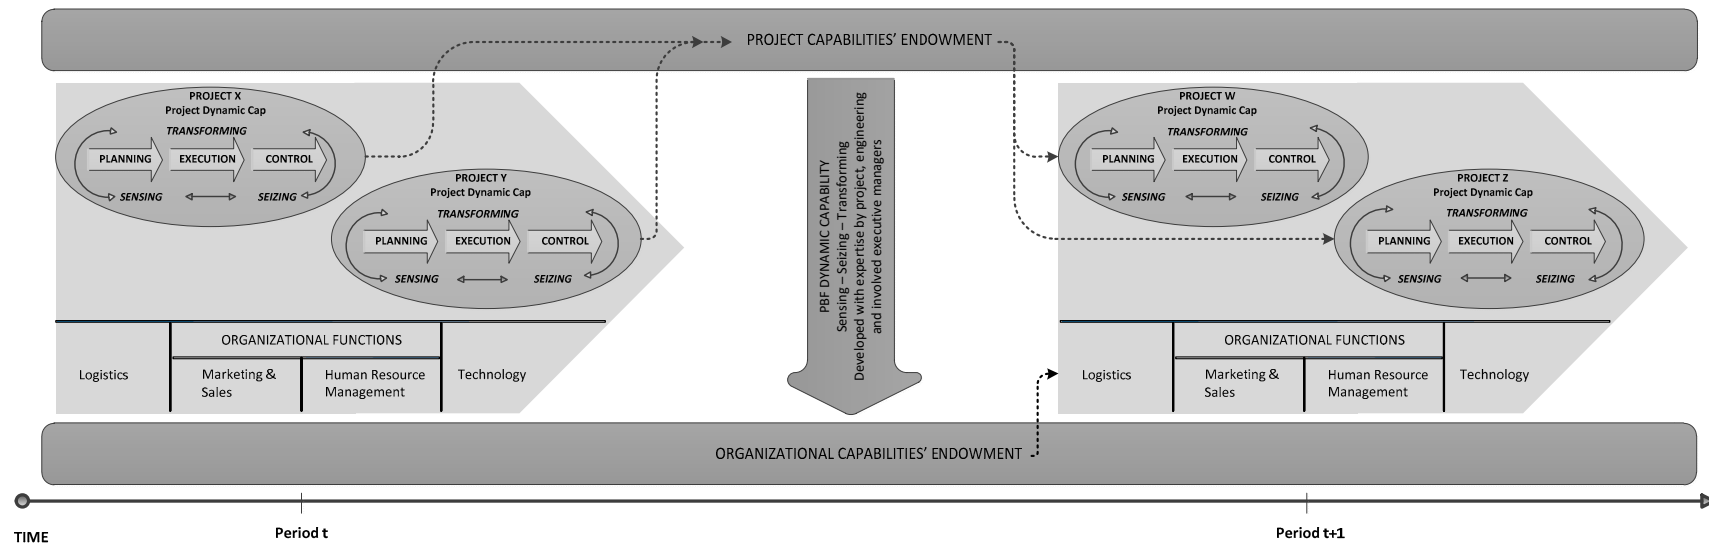 PROJECT CAPABILITIES’ ENDOWMENT
PROJECT X
Project Dynamic Cap
TRANSFORMING
PLANNING
EXECUTION
CONTROL
SENSING
SEIZING
PROJECT Y
Project Dynamic Cap
TRANSFORMING
PLANNING
EXECUTION
CONTROL
SENSING
SEIZING
ORGANIZATIONAL FUNCTIONS
Logistics
Marketing &
Sales
Human Resource
Management
Technology
PBF DYNAMIC CAPABILITY
Sensing – Seizing – Transforming
Developed with expertise by project, engineering
and involved executive managers
PROJECT W
Project Dynamic Cap
TRANSFORMING
PLANNING
EXECUTION
CONTROL
SENSING
SEIZING
PROJECT Z
Project Dynamic Cap
TRANSFORMING
PLANNING
EXECUTION
CONTROL
SENSING
SEIZING
ORGANIZATIONAL FUNCTIONS
Logistics
Marketing &
Sales
Human Resource
Management
Technology
ORGANIZATIONAL CAPABILITIES’ ENDOWMENT
TIME
Period t
Period t+1